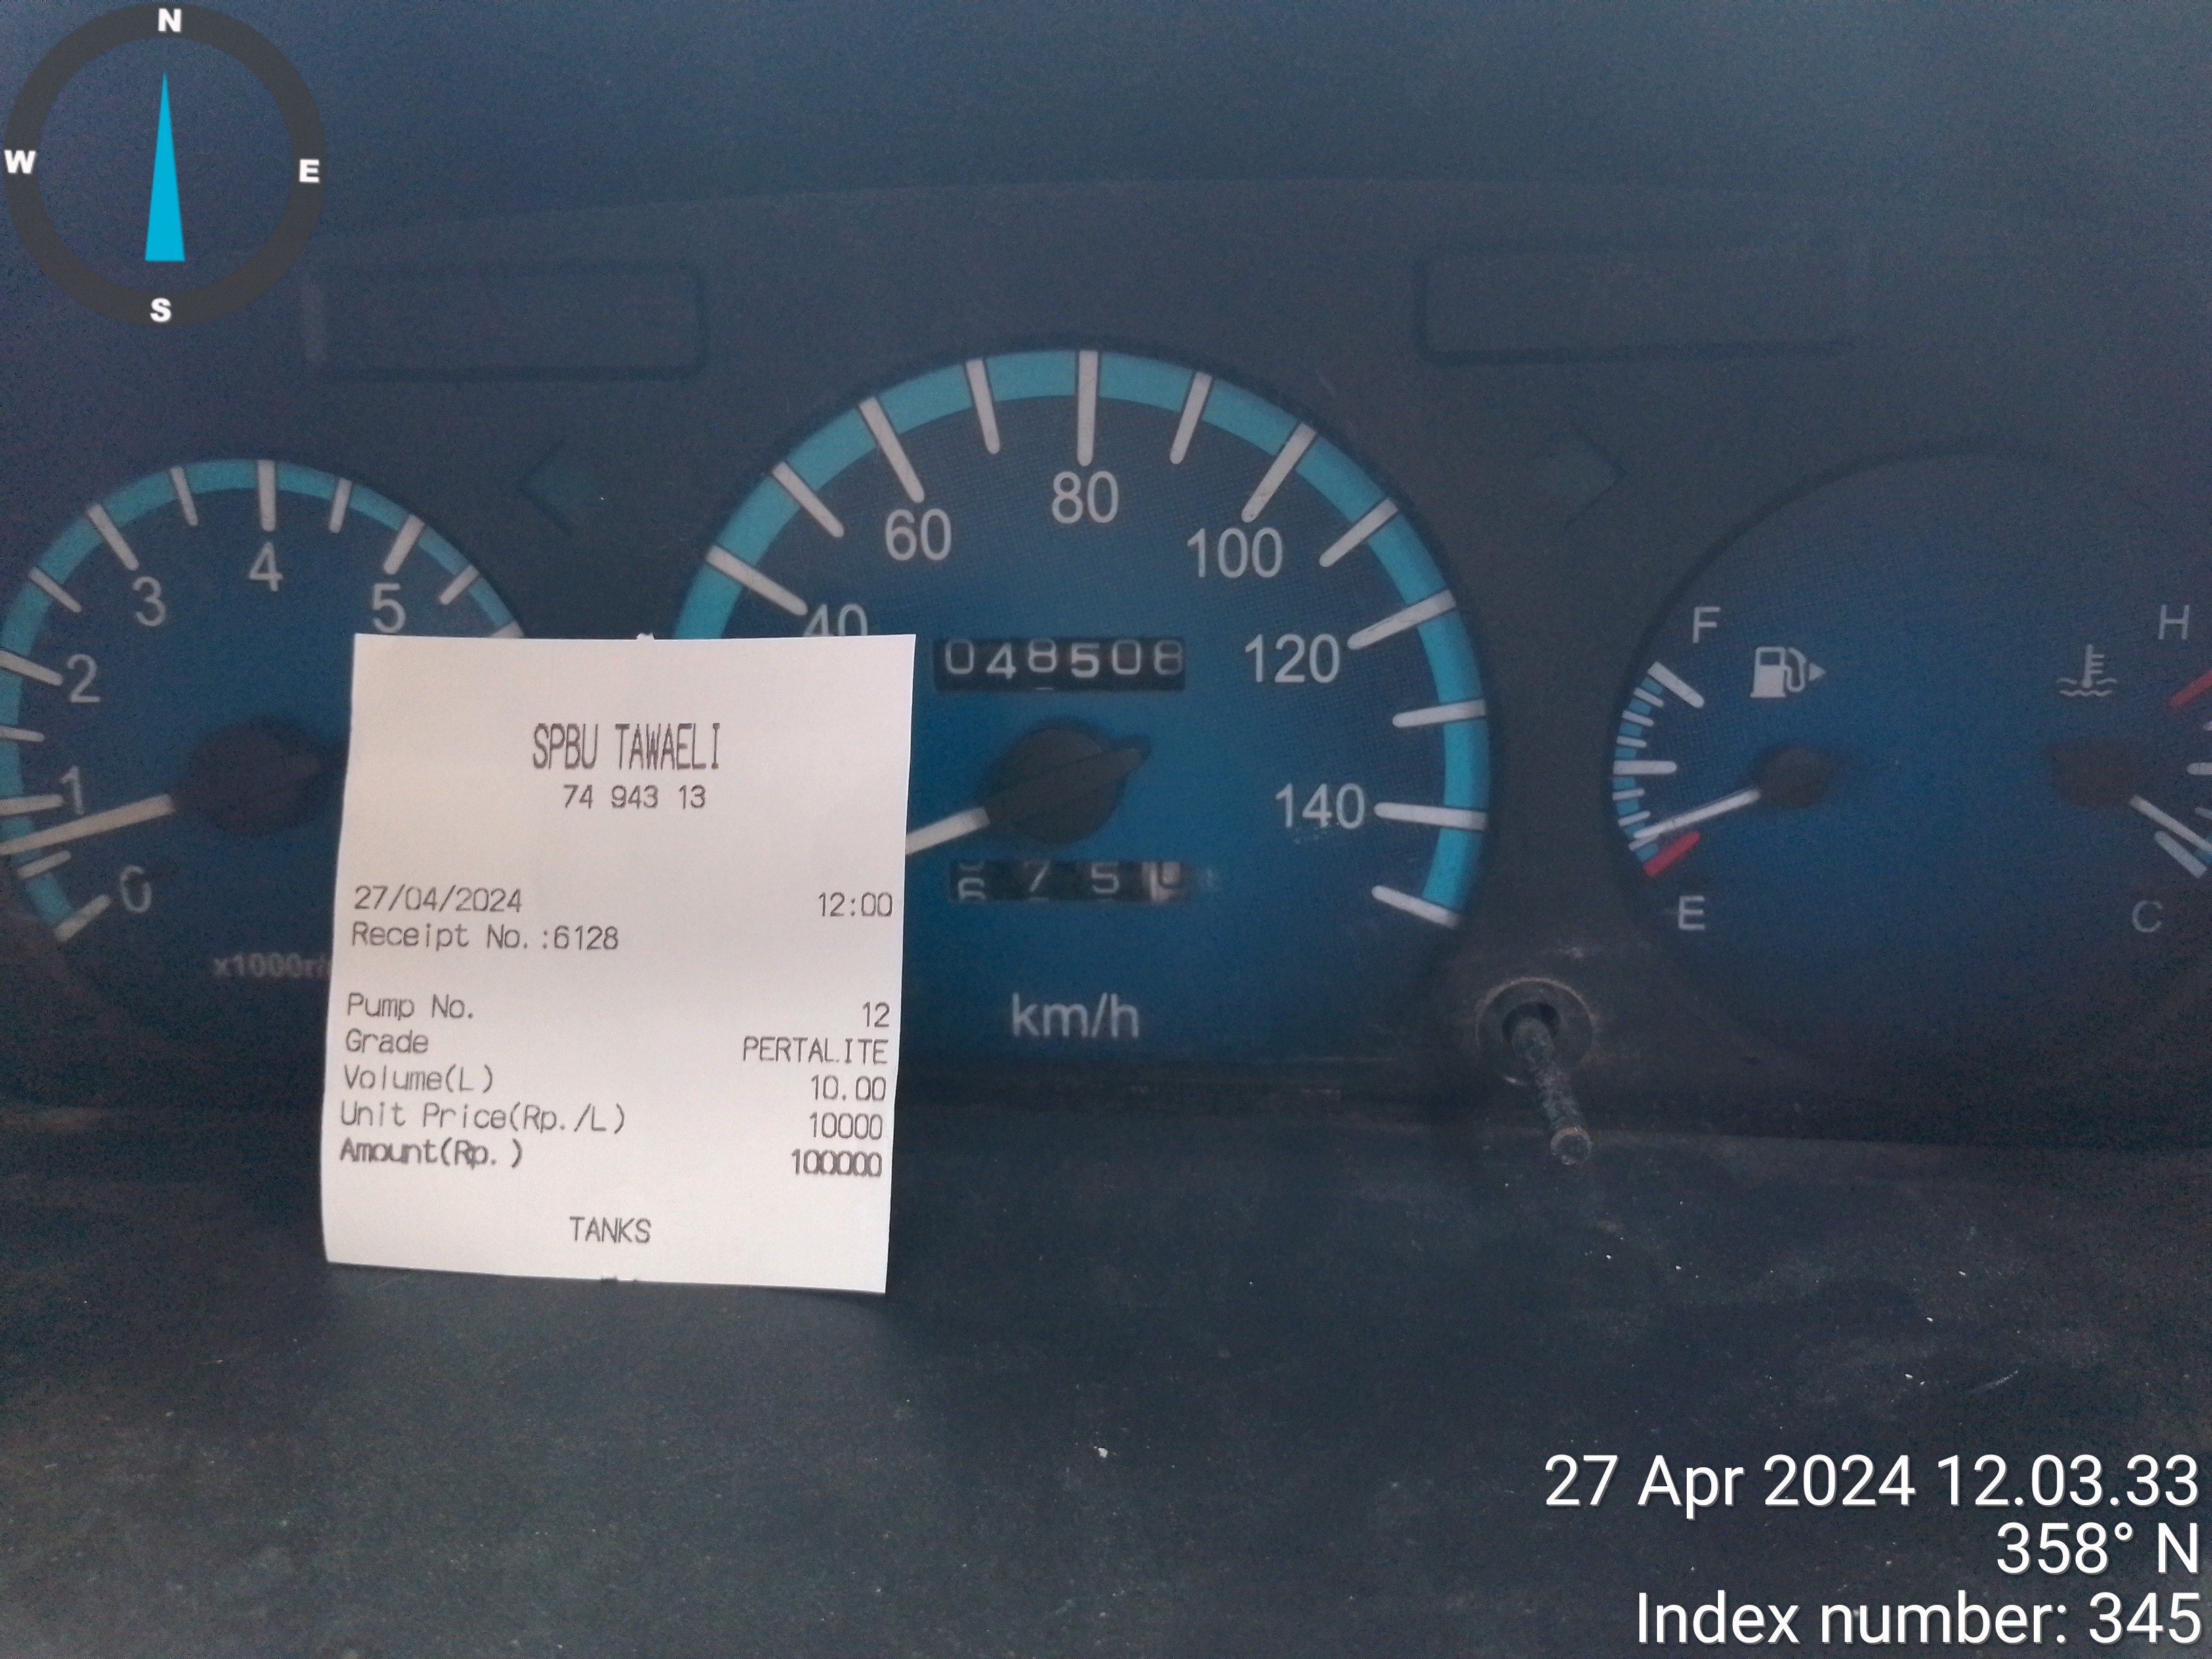 N
W
E
S
0
1
2
3
4
5
40
60
80
100
120
140
048508
km/h
F
E
H
C
SPBU TAWAELI
74 943 13
27/04/2024 12:00
Receipt No.:6128
Pump No. 12
Grade PERTALITE
Volume(L) 10.00
Unit Price(Rp./L) 10000
Amount(Rp.) 100000
TANKS
27 Apr 2024 12.03.33
358° N
Index number: 345